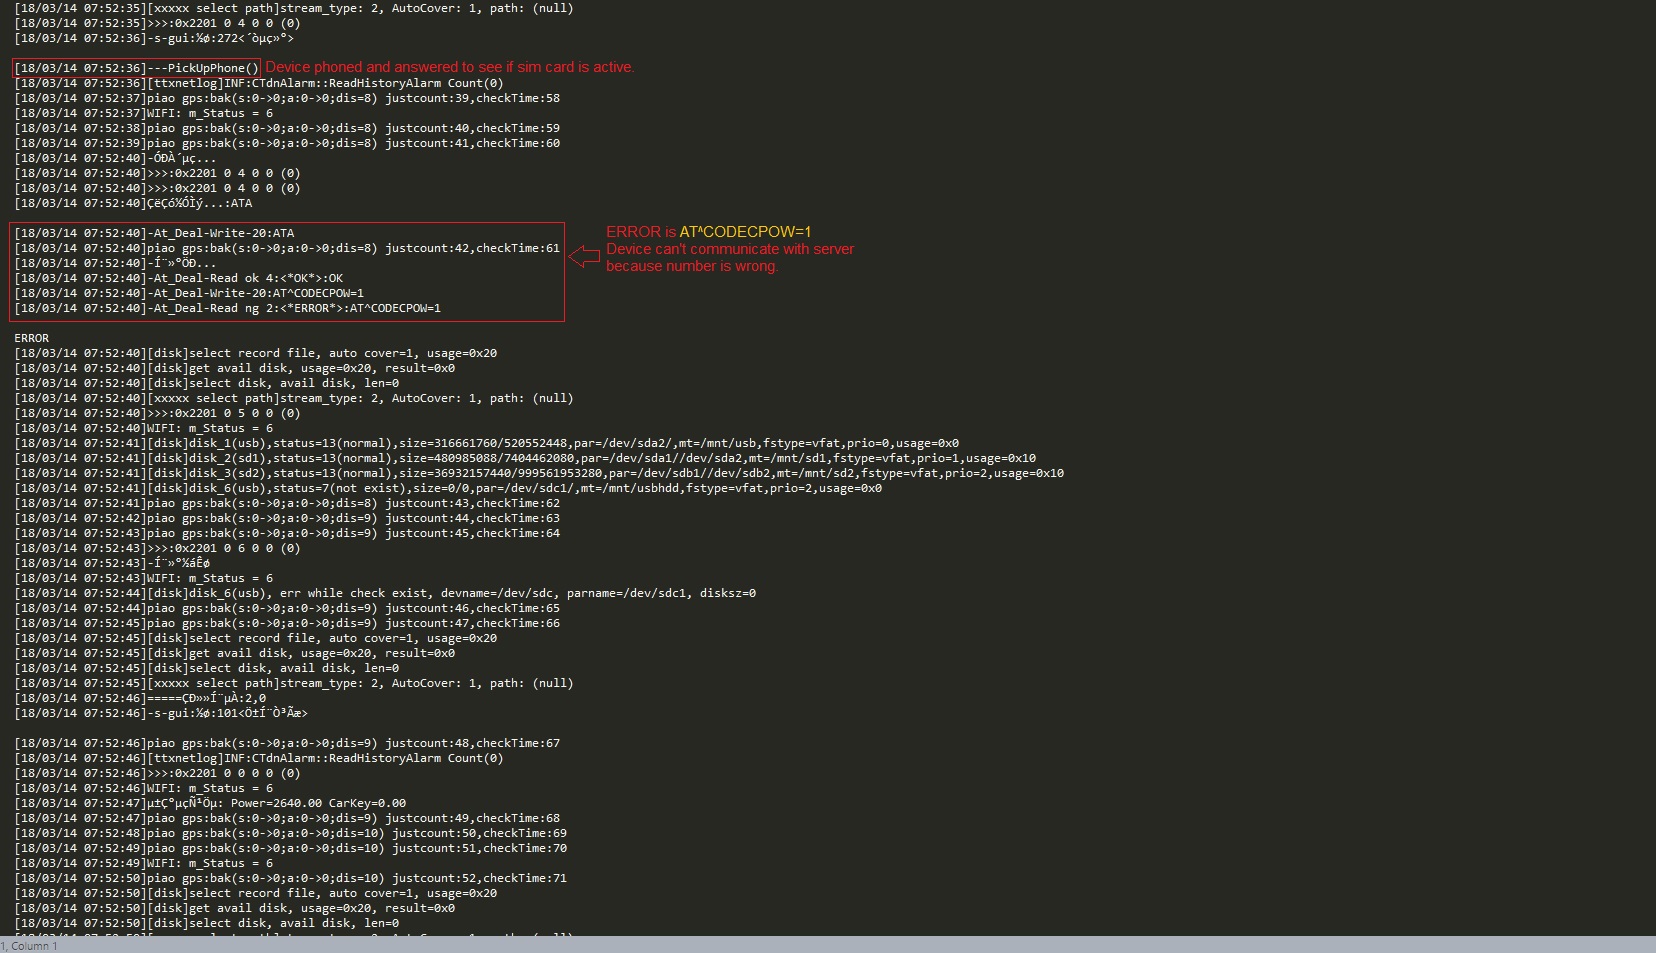 [18/03/14 07:52:35][xxxxx select path]stream_type: 2, AutoCover: 1, path: (null)
[18/03/14 07:52:35]>>>:0x2201 0 4 0 0 (0)
[18/03/14 07:52:36]-s-gui:½ø:272<´òµç»°>
[18/03/14 07:52:36]---PickUpPhone() Device phoned and answered to see if sim card is active.
[18/03/14 07:52:36][ttxnetlog]INF:CTdnAlarm::ReadHistoryAlarm Count(0)
[18/03/14 07:52:37]piao gps:bak(s:0->0;a:0->0;dis=8) justcount:39,checkTime:58
[18/03/14 07:52:37]WIFI: m_Status = 6
[18/03/14 07:52:38]piao gps:bak(s:0->0;a:0->0;dis=8) justcount:40,checkTime:59
[18/03/14 07:52:39]piao gps:bak(s:0->0;a:0->0;dis=8) justcount:41,checkTime:60
[18/03/14 07:52:40]-ÓÐÀ´µç...
[18/03/14 07:52:40]>>>:0x2201 0 4 0 0 (0)
[18/03/14 07:52:40]>>>:0x2201 0 4 0 0 (0)
[18/03/14 07:52:40]ÇëÇó½ÓÌý...:ATA
[18/03/14 07:52:40]-At_Deal-Write-20:ATA
[18/03/14 07:52:40]piao gps:bak(s:0->0;a:0->0;dis=8) justcount:42,checkTime:61
[18/03/14 07:52:40]-Í¨»°ÖÐ...
[18/03/14 07:52:40]-At_Deal-Read ok 4:<*OK*>:OK
[18/03/14 07:52:40]-At_Deal-Write-20:AT^CODECPOW=1
[18/03/14 07:52:40]-At_Deal-Read ng 2:<*ERROR*>:AT^CODECPOW=1
ERROR is AT^CODECPOW=1
Device can't communicate with server
because number is wrong.
ERROR
[18/03/14 07:52:40][disk]select record file, auto cover=1, usage=0x20
[18/03/14 07:52:40][disk]get avail disk, usage=0x20, result=0x0
[18/03/14 07:52:40][disk]select disk, avail disk, len=0
[18/03/14 07:52:40][xxxxx select path]stream_type: 2, AutoCover: 1, path: (null)
[18/03/14 07:52:40]>>>:0x2201 0 5 0 0 (0)
[18/03/14 07:52:40]WIFI: m_Status = 6
[18/03/14 07:52:41][disk]disk_1(usb),status=13(normal),size=316661760/520552448,par=/dev/sda2/,mt=/mnt/usb,fstype=vfat,prio=0,usage=0x0
[18/03/14 07:52:41][disk]disk_2(sd1),status=13(normal),size=480985088/7404462080,par=/dev/sda1//dev/sda2,mt=/mnt/sd1,fstype=vfat,prio=1,usage=0x10
[18/03/14 07:52:41][disk]disk_3(sd2),status=13(normal),size=36932157440/999561953280,par=/dev/sdb1//dev/sdb2,mt=/mnt/sd2,fstype=vfat,prio=2,usage=0x10
[18/03/14 07:52:41][disk]disk_6(usb),status=7(not exist),size=0/0,par=/dev/sdc1/,mt=/mnt/usbhdd,fstype=vfat,prio=2,usage=0x0
[18/03/14 07:52:41]piao gps:bak(s:0->0;a:0->0;dis=8) justcount:43,checkTime:62
[18/03/14 07:52:42]piao gps:bak(s:0->0;a:0->0;dis=9) justcount:44,checkTime:63
[18/03/14 07:52:43]piao gps:bak(s:0->0;a:0->0;dis=9) justcount:45,checkTime:64
[18/03/14 07:52:43]>>>:0x2201 0 6 0 0 (0)
[18/03/14 07:52:43]-Í¨»°½áÊø
[18/03/14 07:52:43]WIFI: m_Status = 6
[18/03/14 07:52:44][disk]disk_6(usb), err while check exist, devname=/dev/sdc, parname=/dev/sdc1, disksz=0
[18/03/14 07:52:44]piao gps:bak(s:0->0;a:0->0;dis=9) justcount:46,checkTime:65
[18/03/14 07:52:45]piao gps:bak(s:0->0;a:0->0;dis=9) justcount:47,checkTime:66
[18/03/14 07:52:45][disk]select record file, auto cover=1, usage=0x20
[18/03/14 07:52:45][disk]get avail disk, usage=0x20, result=0x0
[18/03/14 07:52:45][disk]select disk, avail disk, len=0
[18/03/14 07:52:45][xxxxx select path]stream_type: 2, AutoCover: 1, path: (null)
[18/03/14 07:52:46]=====ÇÐ»»Í¨µÀ:2,0
[18/03/14 07:52:46]-s-gui:½ø:101<Ö±Í¨Ò³Ãæ>
[18/03/14 07:52:46]piao gps:bak(s:0->0;a:0->0;dis=9) justcount:48,checkTime:67
[18/03/14 07:52:46][ttxnetlog]INF:CTdnAlarm::ReadHistoryAlarm Count(0)
[18/03/14 07:52:46]>>>:0x2201 0 0 0 0 (0)
[18/03/14 07:52:46]WIFI: m_Status = 6
[18/03/14 07:52:47]µ±Ç°µçÑ¹Öµ: Power=2640.00 CarKey=0.00
[18/03/14 07:52:47]piao gps:bak(s:0->0;a:0->0;dis=9) justcount:49,checkTime:68
[18/03/14 07:52:48]piao gps:bak(s:0->0;a:0->0;dis=10) justcount:50,checkTime:69
[18/03/14 07:52:49]piao gps:bak(s:0->0;a:0->0;dis=10) justcount:51,checkTime:70
[18/03/14 07:52:49]WIFI: m_Status = 6
[18/03/14 07:52:50]piao gps:bak(s:0->0;a:0->0;dis=10) justcount:52,checkTime:71
[18/03/14 07:52:50][disk]select record file, auto cover=1, usage=0x20
[18/03/14 07:52:50][disk]get avail disk, usage=0x20, result=0x0
[18/03/14 07:52:50][disk]select disk, avail disk, len=0
1, Column 1